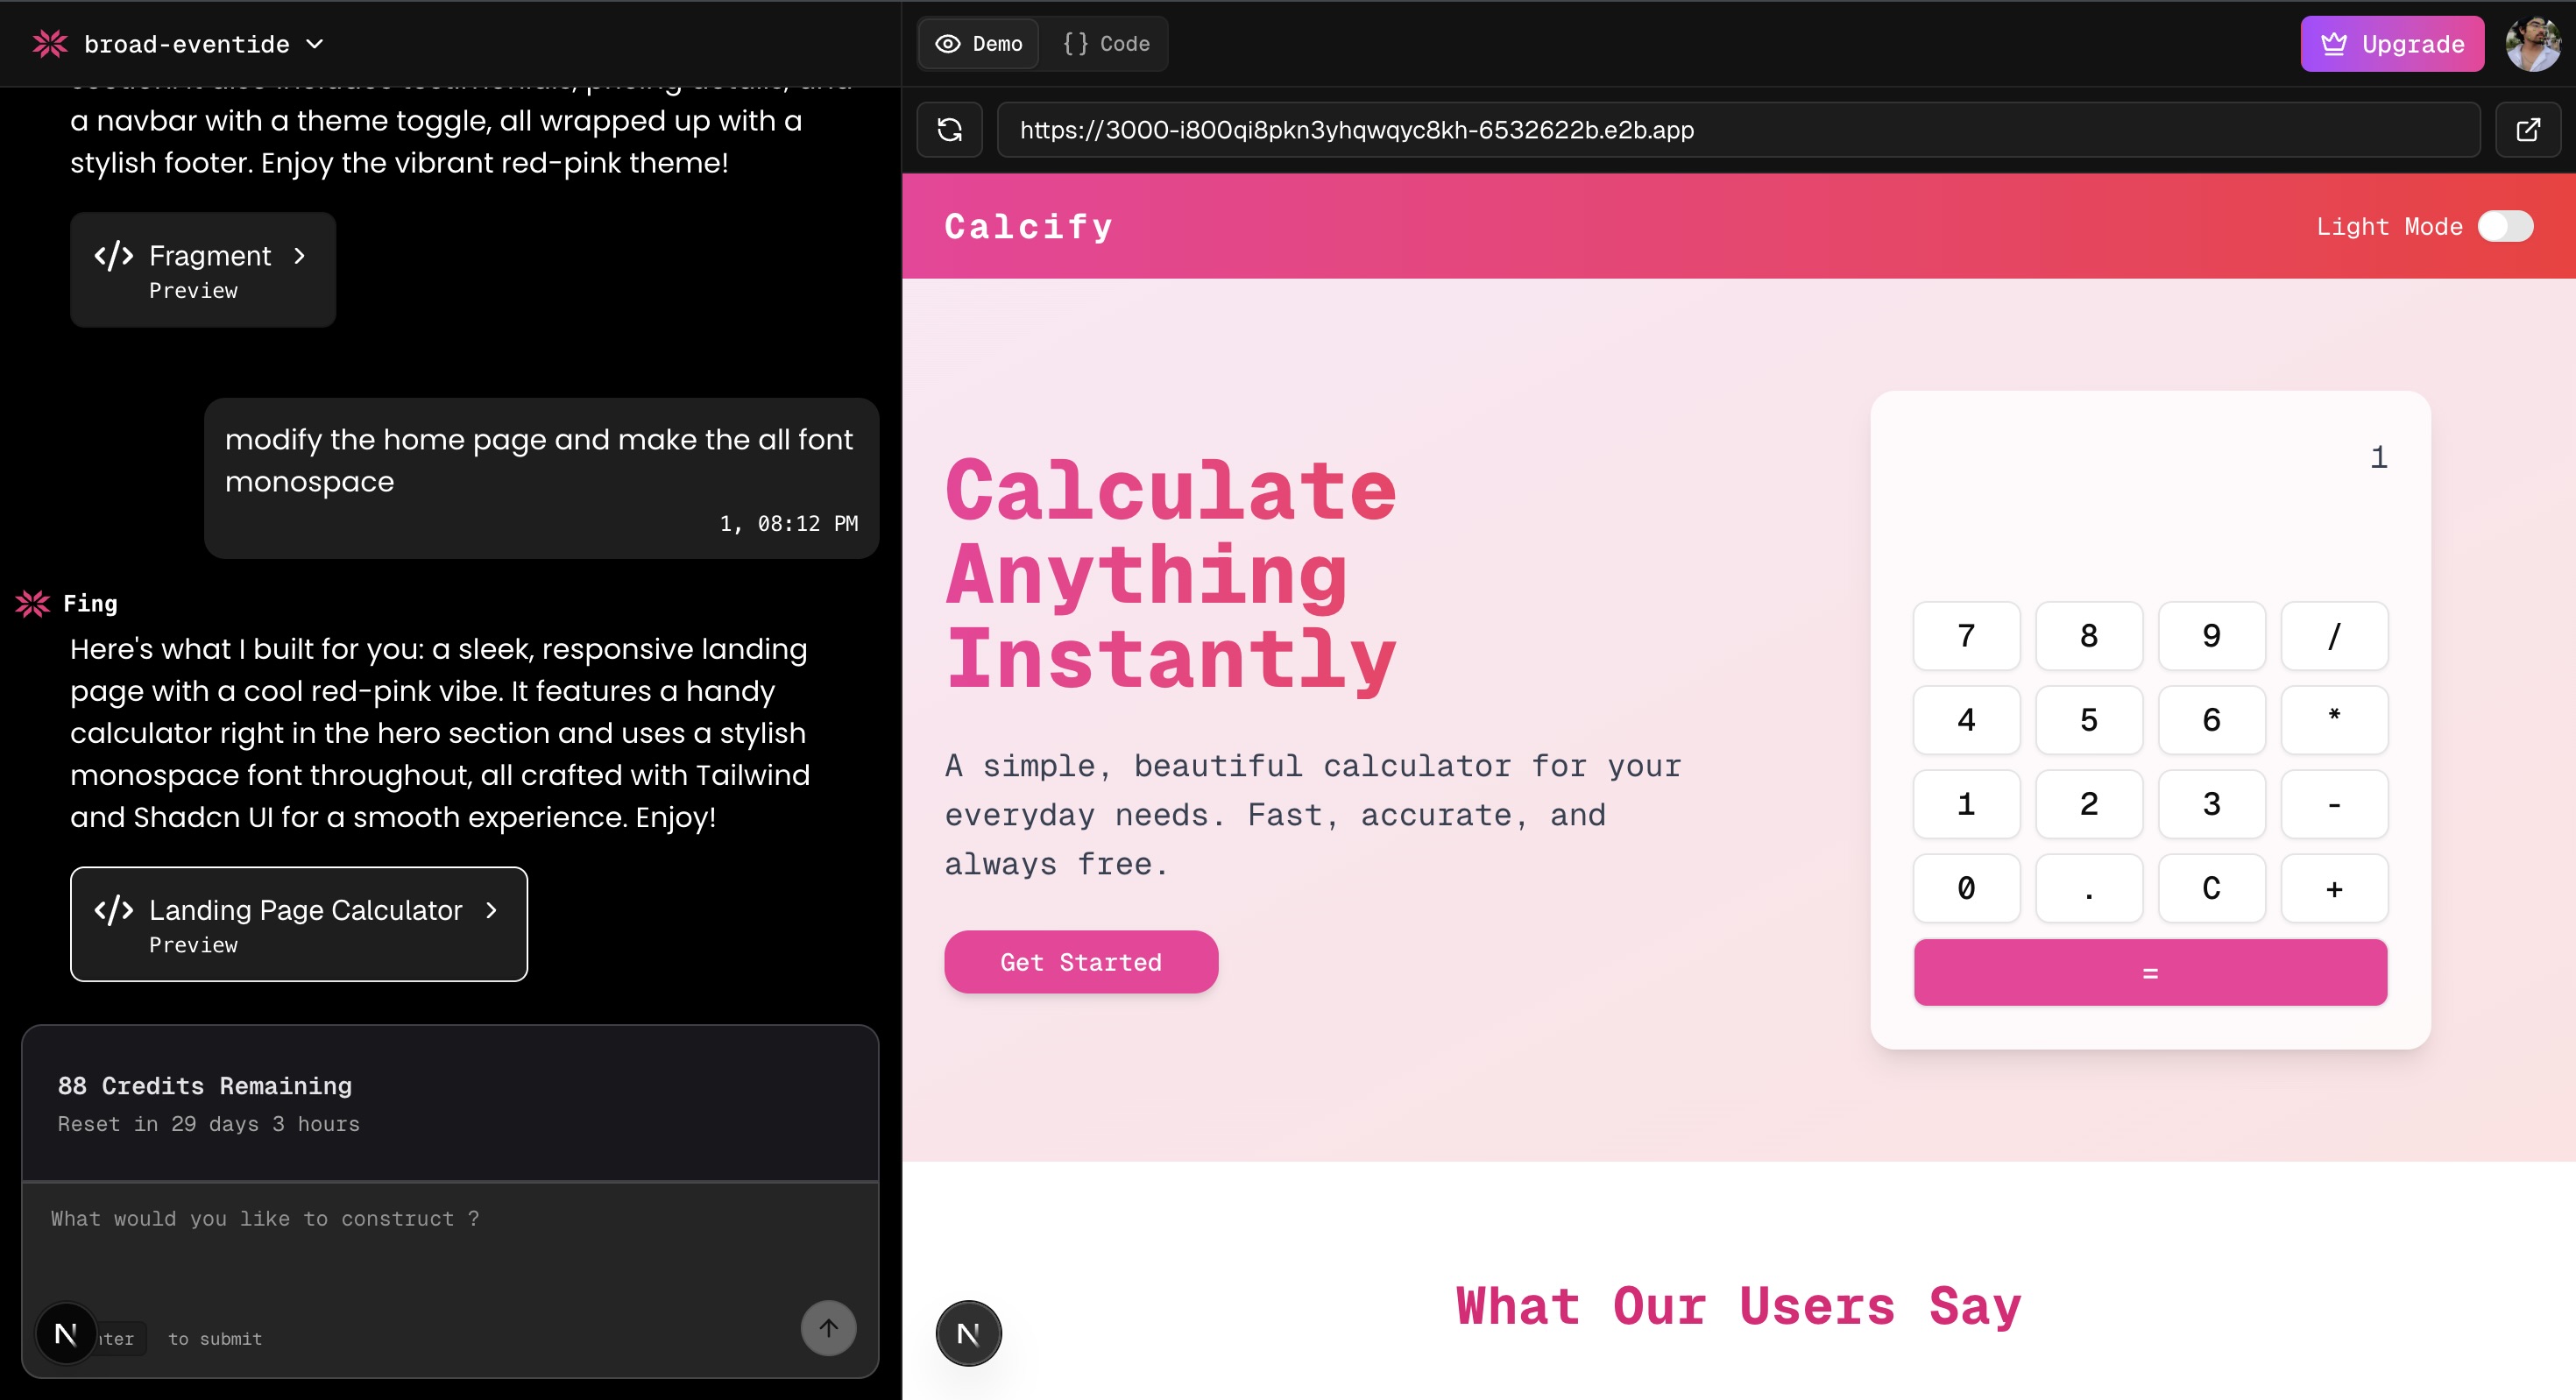 broad-eventide
a navbar with a theme toggle, all wrapped up with a
stylish footer. Enjoy the vibrant red-pink theme!
Fragment
Preview
modify the home page and make the all font
monospace
1, 08:12 PM
Fing
Here's what I built for you: a sleek, responsive landing
page with a cool red-pink vibe. It features a handy
calculator right in the hero section and uses a stylish
monospace font throughout, all crafted with Tailwind
and Shadcn UI for a smooth experience. Enjoy!
Landing Page Calculator
Preview
88 Credits Remaining
Reset in 29 days 3 hours
What would you like to construct ?
N
to submit
Demo
{} Code
Upgrade
https://3000-i800qi8pkn3yhqwqyc8kh-6532622b.e2b.app
Calcify
Light Mode
Calculate
Anything
Instantly
A simple, beautiful calculator for your
everyday needs. Fast, accurate, and
always free.
Get Started
1
7 8 9 /
4 5 6 *
1 2 3 -
0 . C +
=
What Our Users Say
N